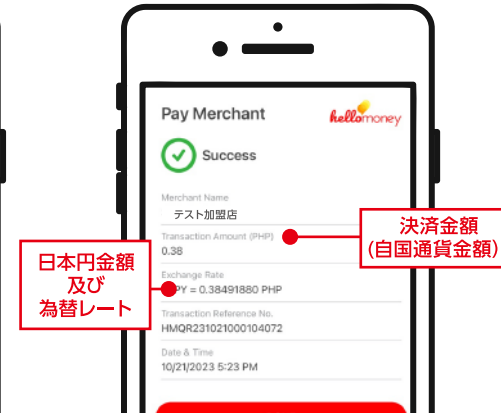 Pay Merchant
hellomoney
Success
Merchant Name
テスト加盟店
Transaction Amount (PHP)
0.38
決済金額
(自国通貨金額)
日本円金額
及び
為替レート
Exchange Rate
PY = 0.38491880 PHP
Transaction Reference No.
HMQR231021000104072
Date & Time
10/21/2023 5:23 PM